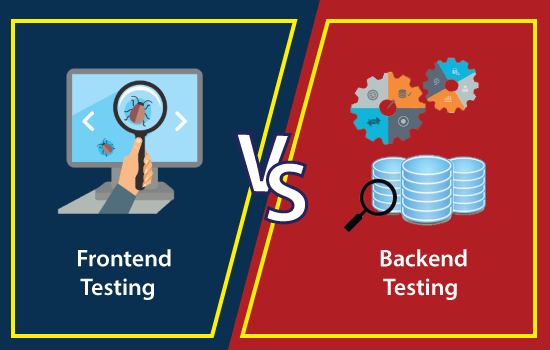 Frontend
Testing
VS
Backend
Testing